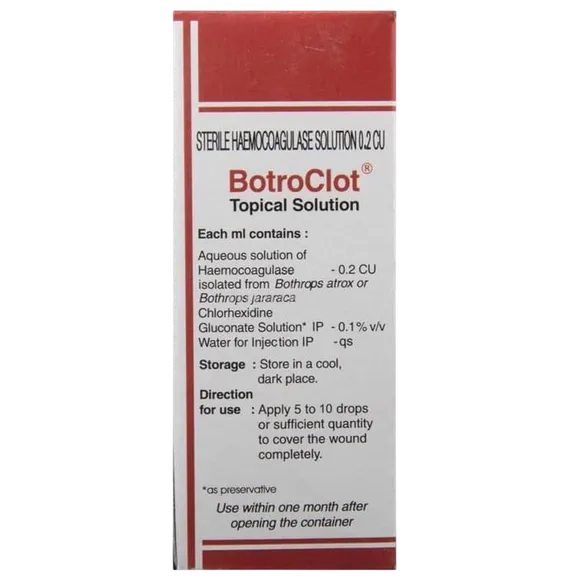 STERILE HAEMOCOAGULASE SOLUTION 0.2 CU
BotroClot®
Topical Solution
Each ml contains :
Aqueous solution of
Haemocoagulase - 0.2 CU
isolated from Bothrops atrox or
Bothrops jararaca
Chlorhexidine
Gluconate Solution* IP - 0.1% v/v
Water for Injection IP - qs
Storage : Store in a cool,
dark place.
Direction
for use : Apply 5 to 10 drops
or sufficient quantity
to cover the wound
completely.
*as preservative
Use within one month after
opening the container